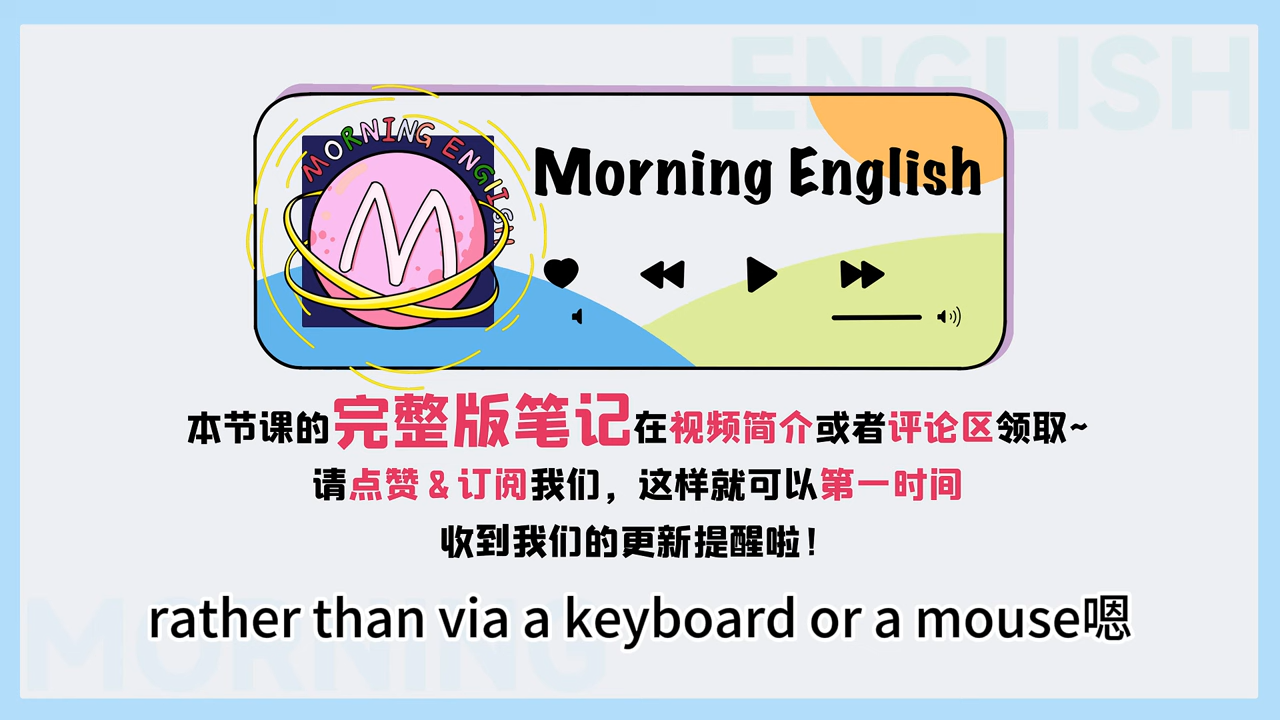 ENGLISH
MORNING ENGLISH
M
Morning English
本节课的完整版笔记在视频简介或者评论区领取~
请点赞&订阅我们，这样就可以第一时间
收到我们的更新提醒啦！
rather than via a keyboard or a mouse嗯
MORNING